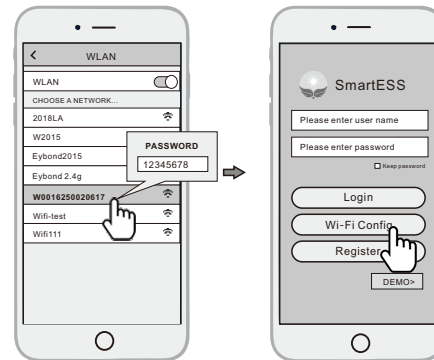 WLAN
WLAN
CHOOSE A NETWORK...
2018LA
W2015
Eybond2015
Eybond 2.4g
W0016250020617
Wifi-test
Wifi111
PASSWORD
12345678
SmartESS
Please enter user name
Please enter password
Keep password
Login
Wi-Fi Config
Register
DEMO>